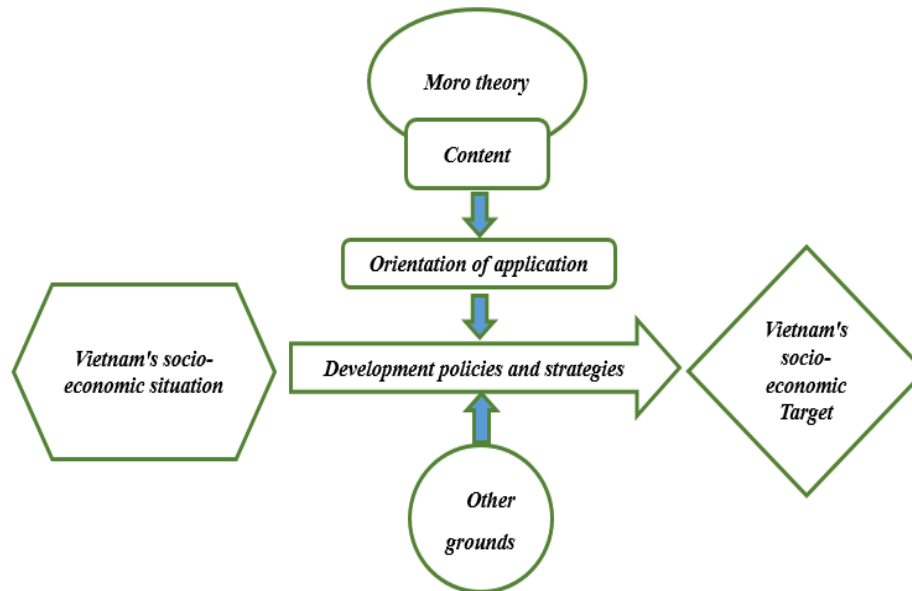 Moro theory
Content
Orientation of application
Vietnam's socio-
economic situation
Development policies and strategies
Vietnam's
socio-
economic
Target
Other
grounds